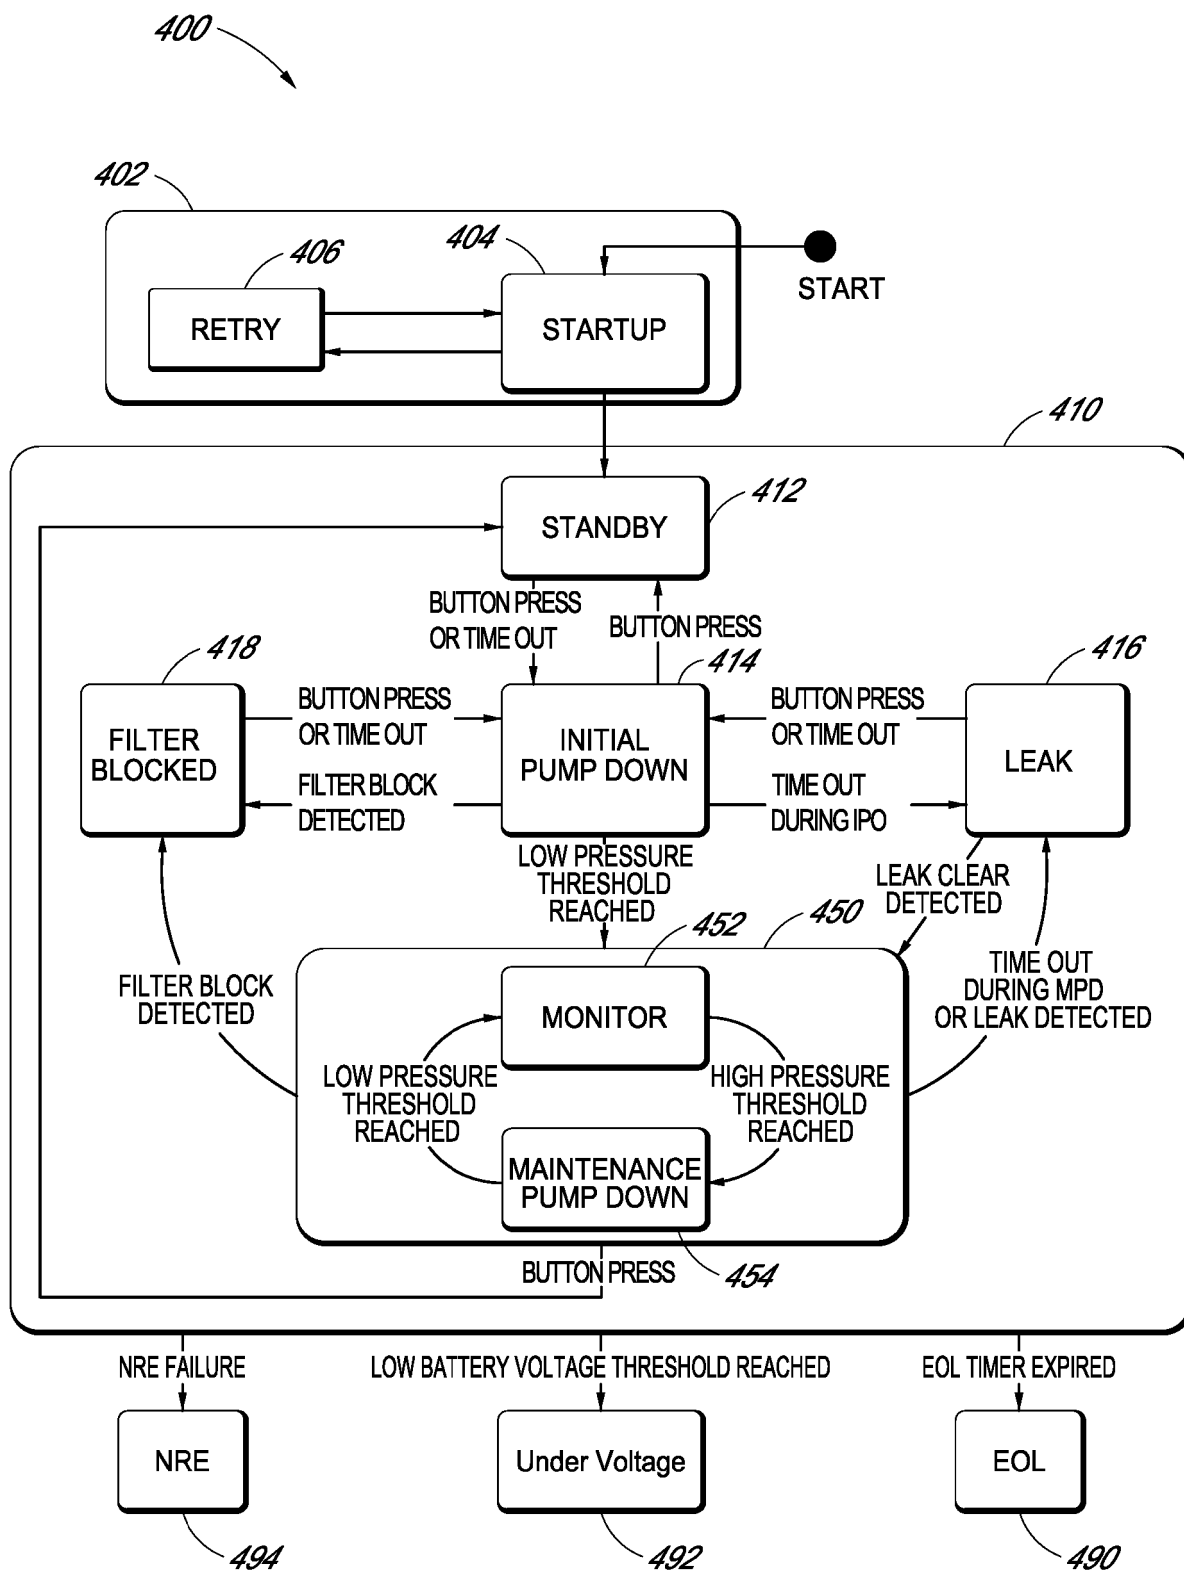 400
402
406
404
START
RETRY
STARTUP
410
412
STANDBY
BUTTON PRESS
OR TIME OUT
BUTTON PRESS
418
414
416
BUTTON PRESS
OR TIME OUT
BUTTON PRESS
OR TIME OUT
FILTER
BLOCKED
INITIAL
PUMP DOWN
LEAK
FILTER BLOCK
DETECTED
TIME OUT
DURING IPO
LOW PRESSURE
THRESHOLD
REACHED
LEAK CLEAR
DETECTED
452
450
FILTER BLOCK
DETECTED
TIME OUT
DURING MPD
OR LEAK DETECTED
MONITOR
LOW PRESSURE
THRESHOLD
REACHED
HIGH PRESSURE
THRESHOLD
REACHED
MAINTENANCE
PUMP DOWN
BUTTON PRESS
454
NRE FAILURE
LOW BATTERY VOLTAGE THRESHOLD REACHED
EOL TIMER EXPIRED
NRE
Under Voltage
EOL
494
492
490